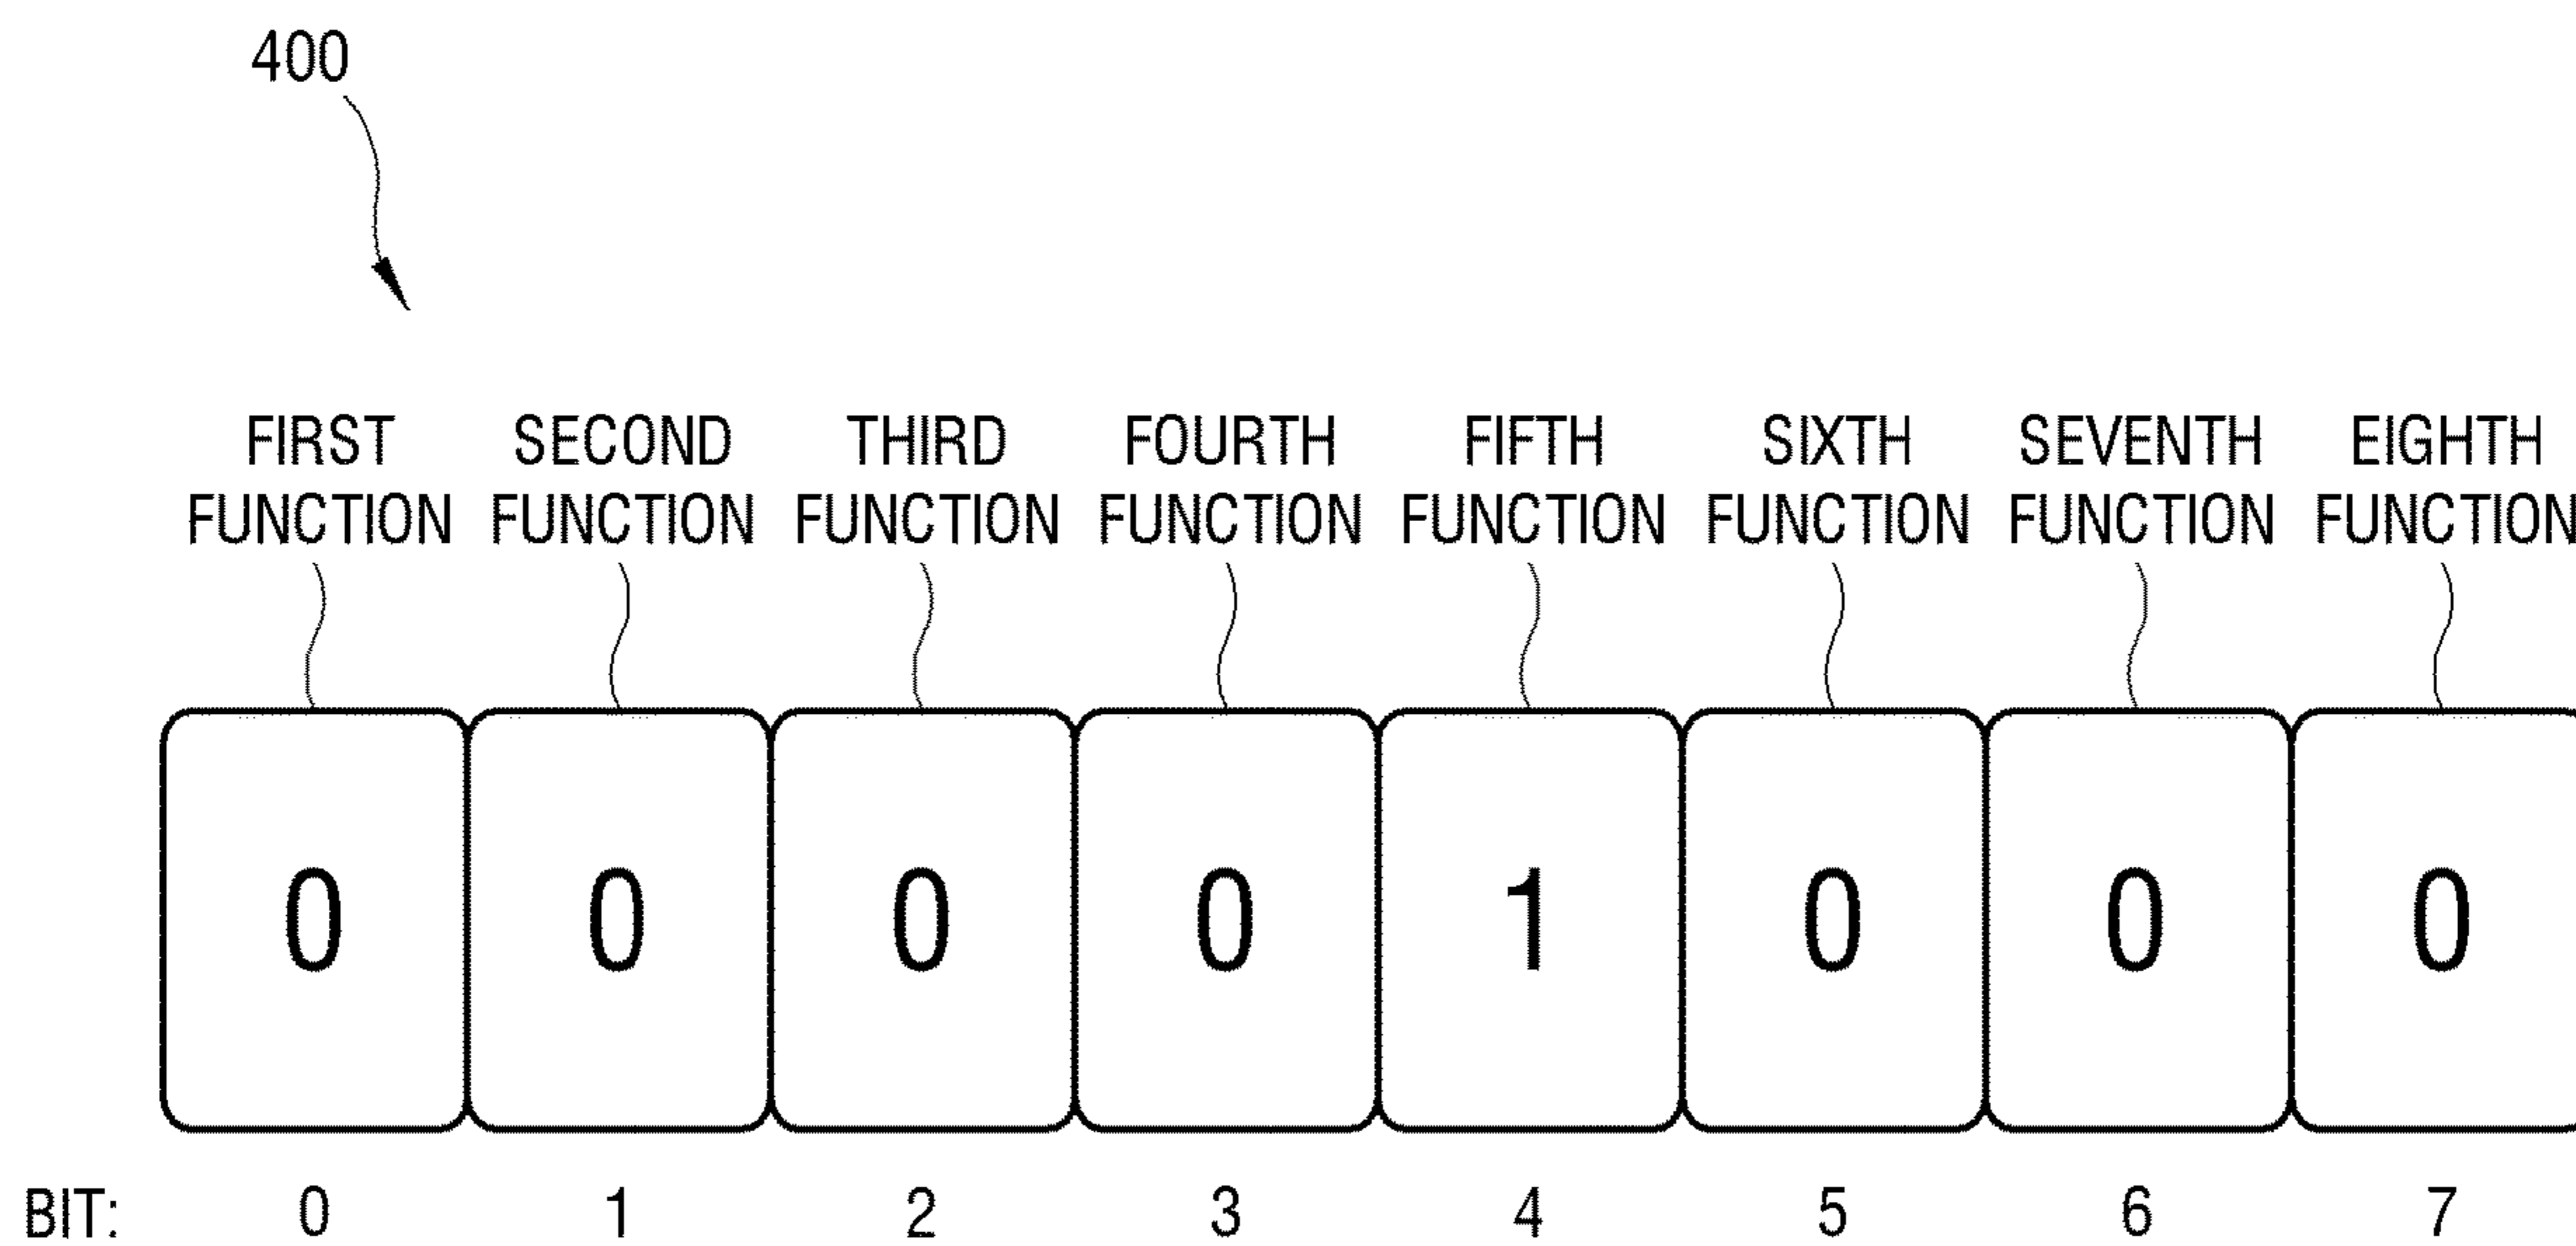 400
FIRST SECOND THIRD FOURTH FIFTH SIXTH SEVENTH EIGHTH
FUNCTION FUNCTION FUNCTION FUNCTION FUNCTION FUNCTION FUNCTION FUNCTION
0 0 0 0 1 0 0 0
BIT: 0 1 2 3 4 5 6 7